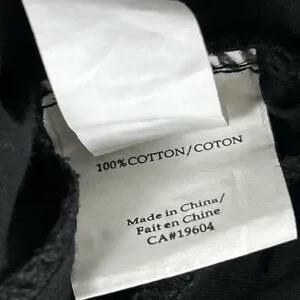 100% COTTON/COTON
Made in China/
Fait en Chine
CA#19604